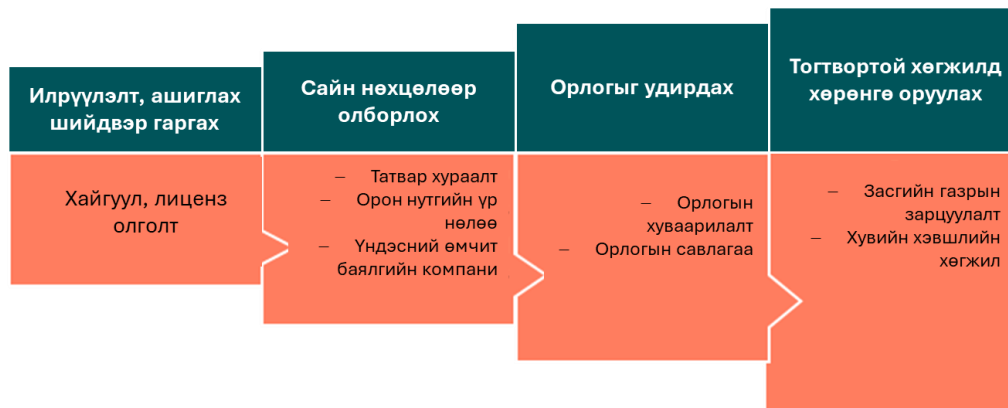 Илрүүлэлт, ашиглах
шийдвэр гаргах
Хайгуул, лиценз
олголт
Сайн нөхцөлөөр
олборлох
– Татвар хураалт
– Орон нутгийн үр
нөлөө
– Үндэсний өмчит
баялгийн компани
Орлогыг удирдах
– Орлогын
хуваарилалт
– Орлогын савлагаа
Тогтвортой хөгжилд
хөрөнгө оруулах
– Засгийн газрын
зарцуулалт
– Хувийн хэвшлийн
хөгжил